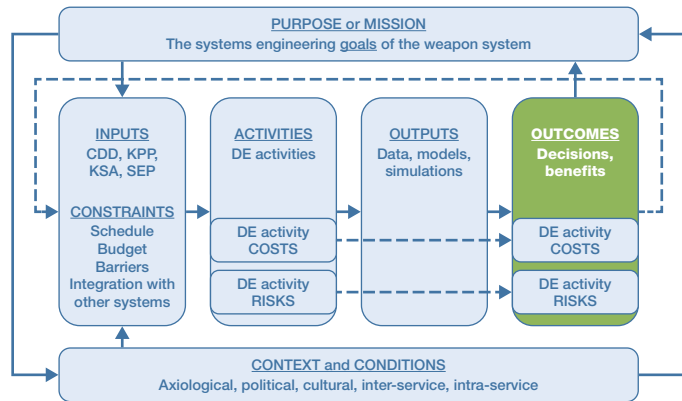 PURPOSE or MISSION
The systems engineering goals of the weapon system
INPUTS
CDD, KPP,
KSA, SEP
CONSTRAINTS
Schedule
Budget
Barriers
Integration with
other systems
ACTIVITIES
DE activities
DE activity
COSTS
DE activity
RISKS
OUTPUTS
Data, models,
simulations
OUTCOMES
Decisions,
benefits
DE activity
COSTS
DE activity
RISKS
CONTEXT and CONDITIONS
Axiological, political, cultural, inter-service, intra-service